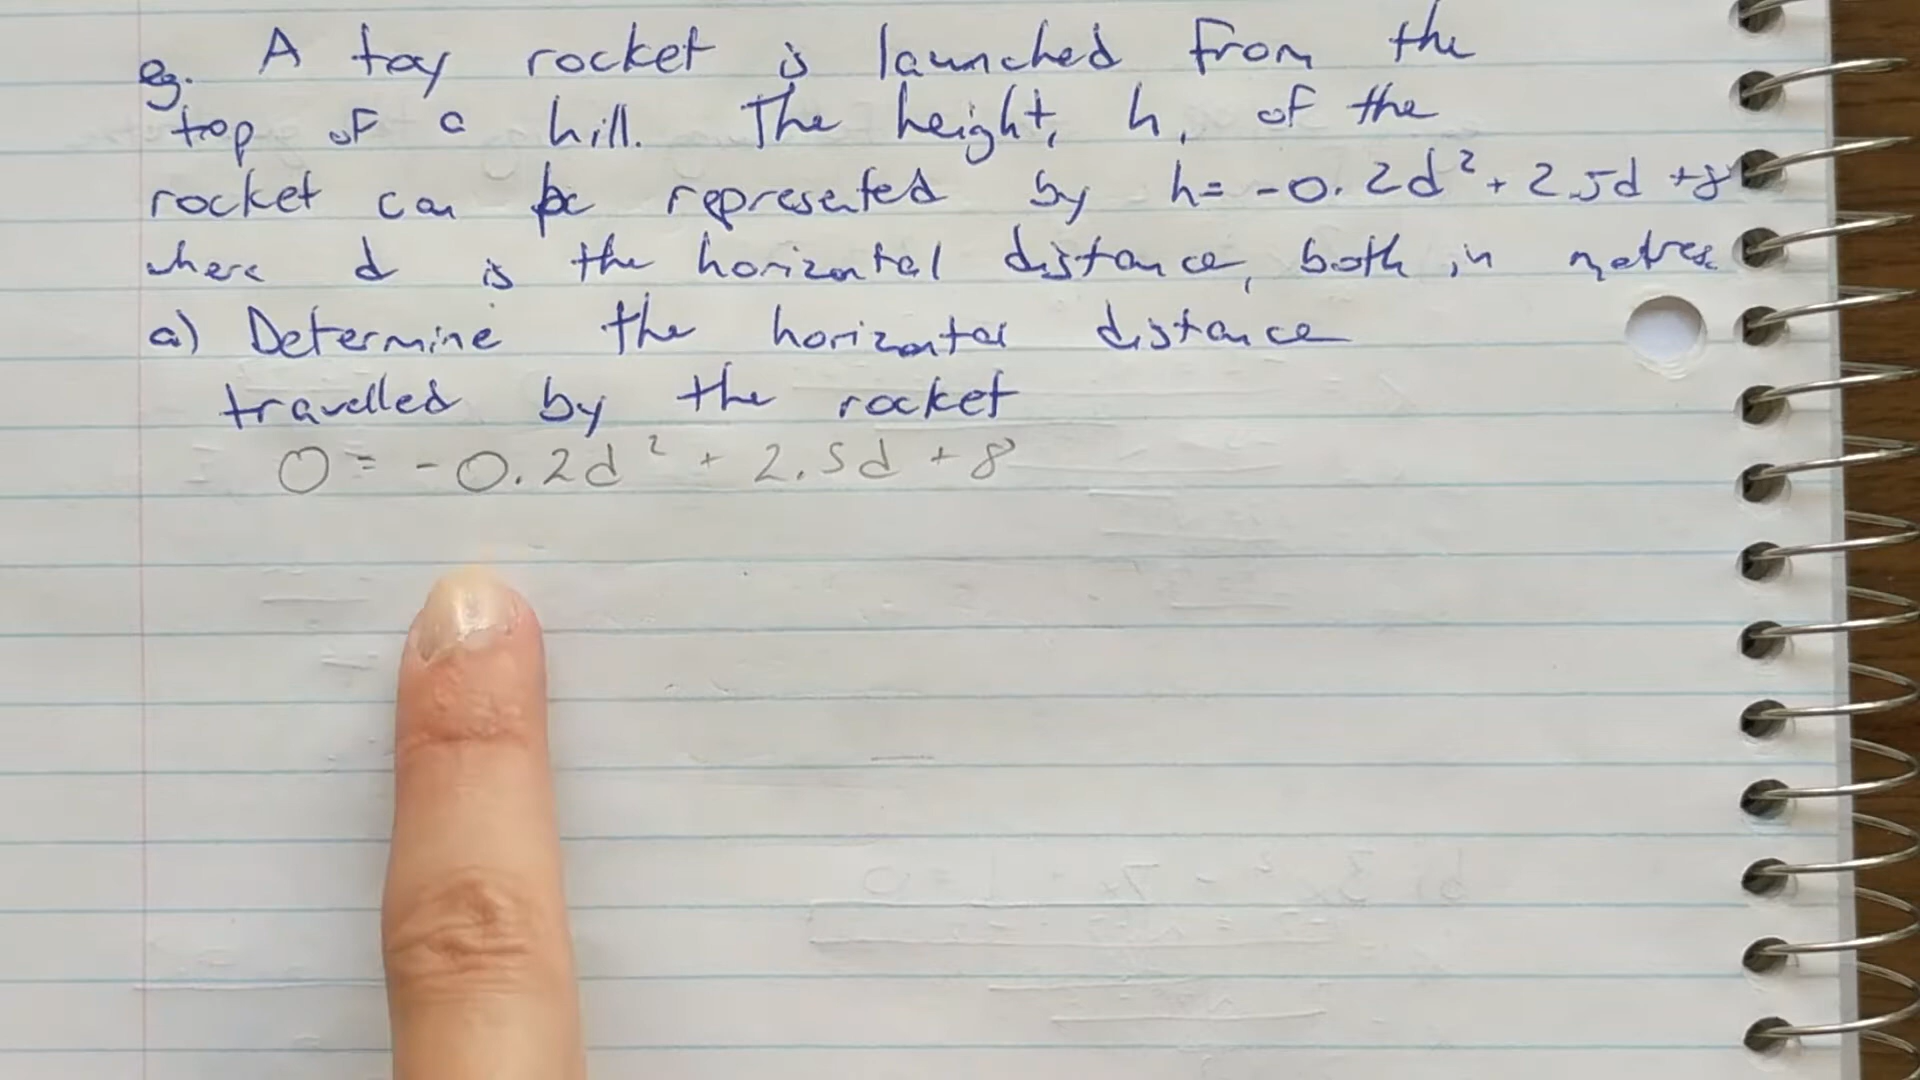 eg. A toy rocket is launched from the
top of a hill. The height, h, of the
rocket can be represented by h= -0.2d² + 2.5d +8
where d is the horizontal distance, both in metres
a) Determine the horizontal distance
travelled by the rocket
0 = -0.2d² + 2.5d + 8